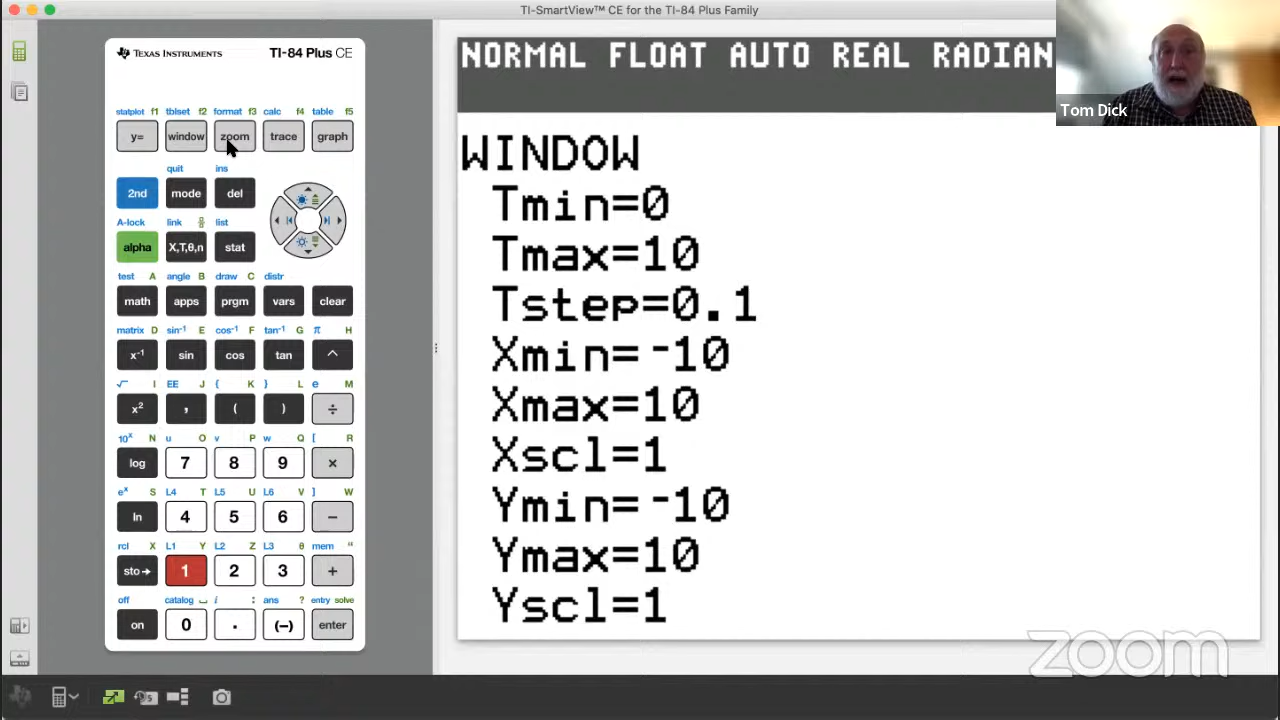 TI-SmartView™ CE for the TI-84 Plus Family
TEXAS INSTRUMENTS
TI-84 Plus CE
statplot f1 tblset f2 format f3 calc f4 table f5
y= window zoom trace graph
quit ins
2nd mode del
A-lock link list
alpha X,T,θ,n stat
test A angle B draw C distr
math apps prgm vars clear
matrix D sin⁻¹ E cos⁻¹ F tan⁻¹ G π H
x⁻¹ sin cos tan ^
√ I EE J { K } L e M
x² , ( ) ÷
10ˣ N u O v P w Q [ R
log 7 8 9 ×
eˣ S L4 T L5 U L6 V ] W
ln 4 5 6 −
rcl X L1 Y L2 Z L3 θ mem "
sto→ 1 2 3 +
off catalog i : ans ? entry solve
on 0 . (−) enter
NORMAL FLOAT AUTO REAL RADIAN
WINDOW
Tmin=0
Tmax=10
Tstep=0.1
Xmin=-10
Xmax=10
Xscl=1
Ymin=-10
Ymax=10
Yscl=1
Tom Dick
zoom